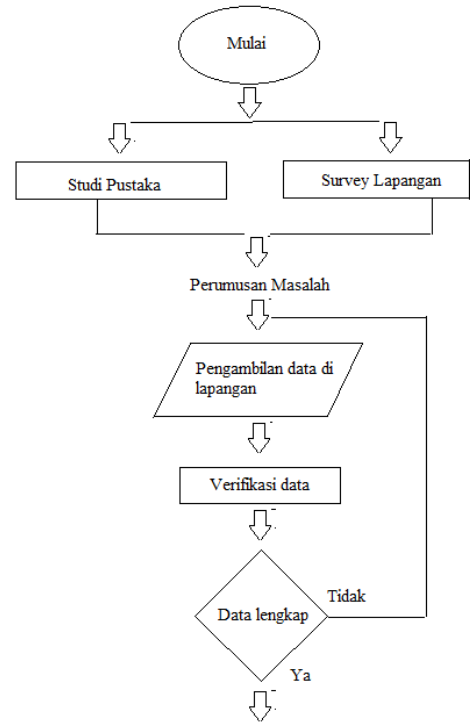 Mulai
Studi Pustaka
Survey Lapangan
Perumusan Masalah
Pengambilan data di
lapangan
Verifikasi data
Data lengkap
Tidak
Ya